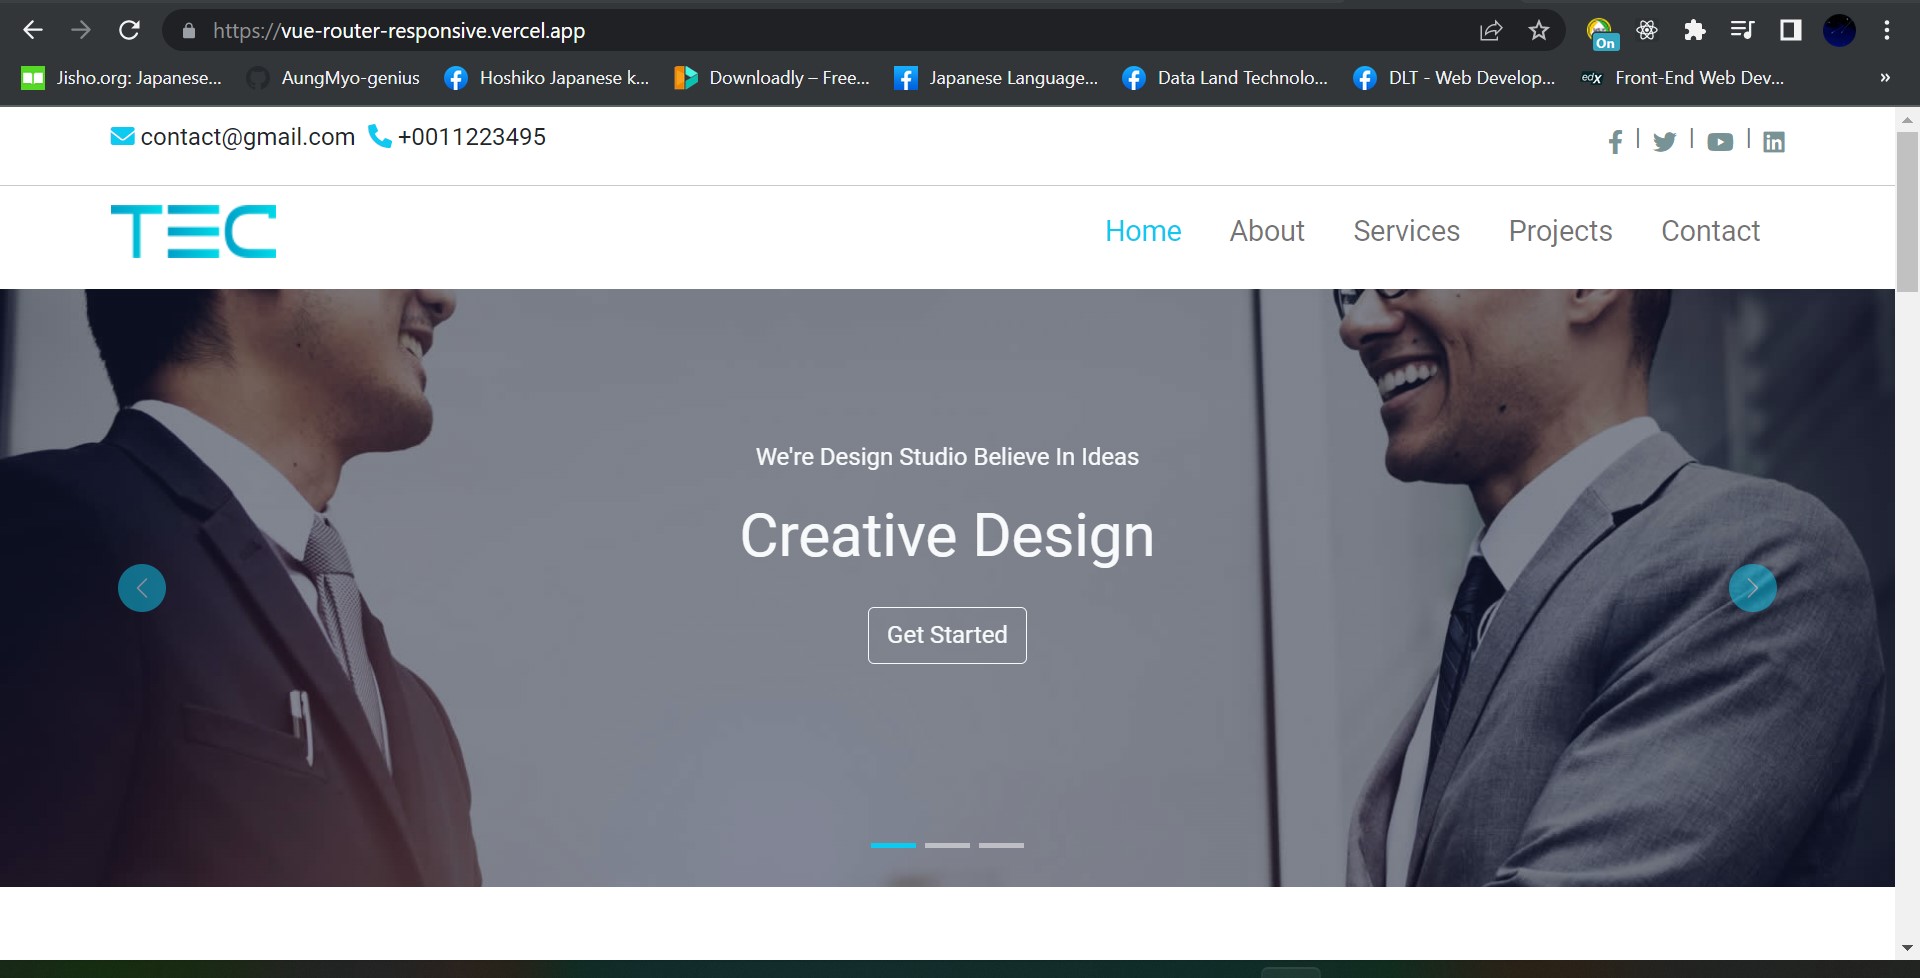 https://vue-router-responsive.vercel.app
On
Jisho.org: Japanese...
AungMyo-genius
Hoshiko Japanese k...
Downloadly – Free...
Japanese Language...
Data Land Technolo...
DLT - Web Develop...
edX
Front-End Web Dev...
»
contact@gmail.com +0011223495
TEC
Home About Services Projects Contact
We're Design Studio Believe In Ideas
Creative Design
Get Started